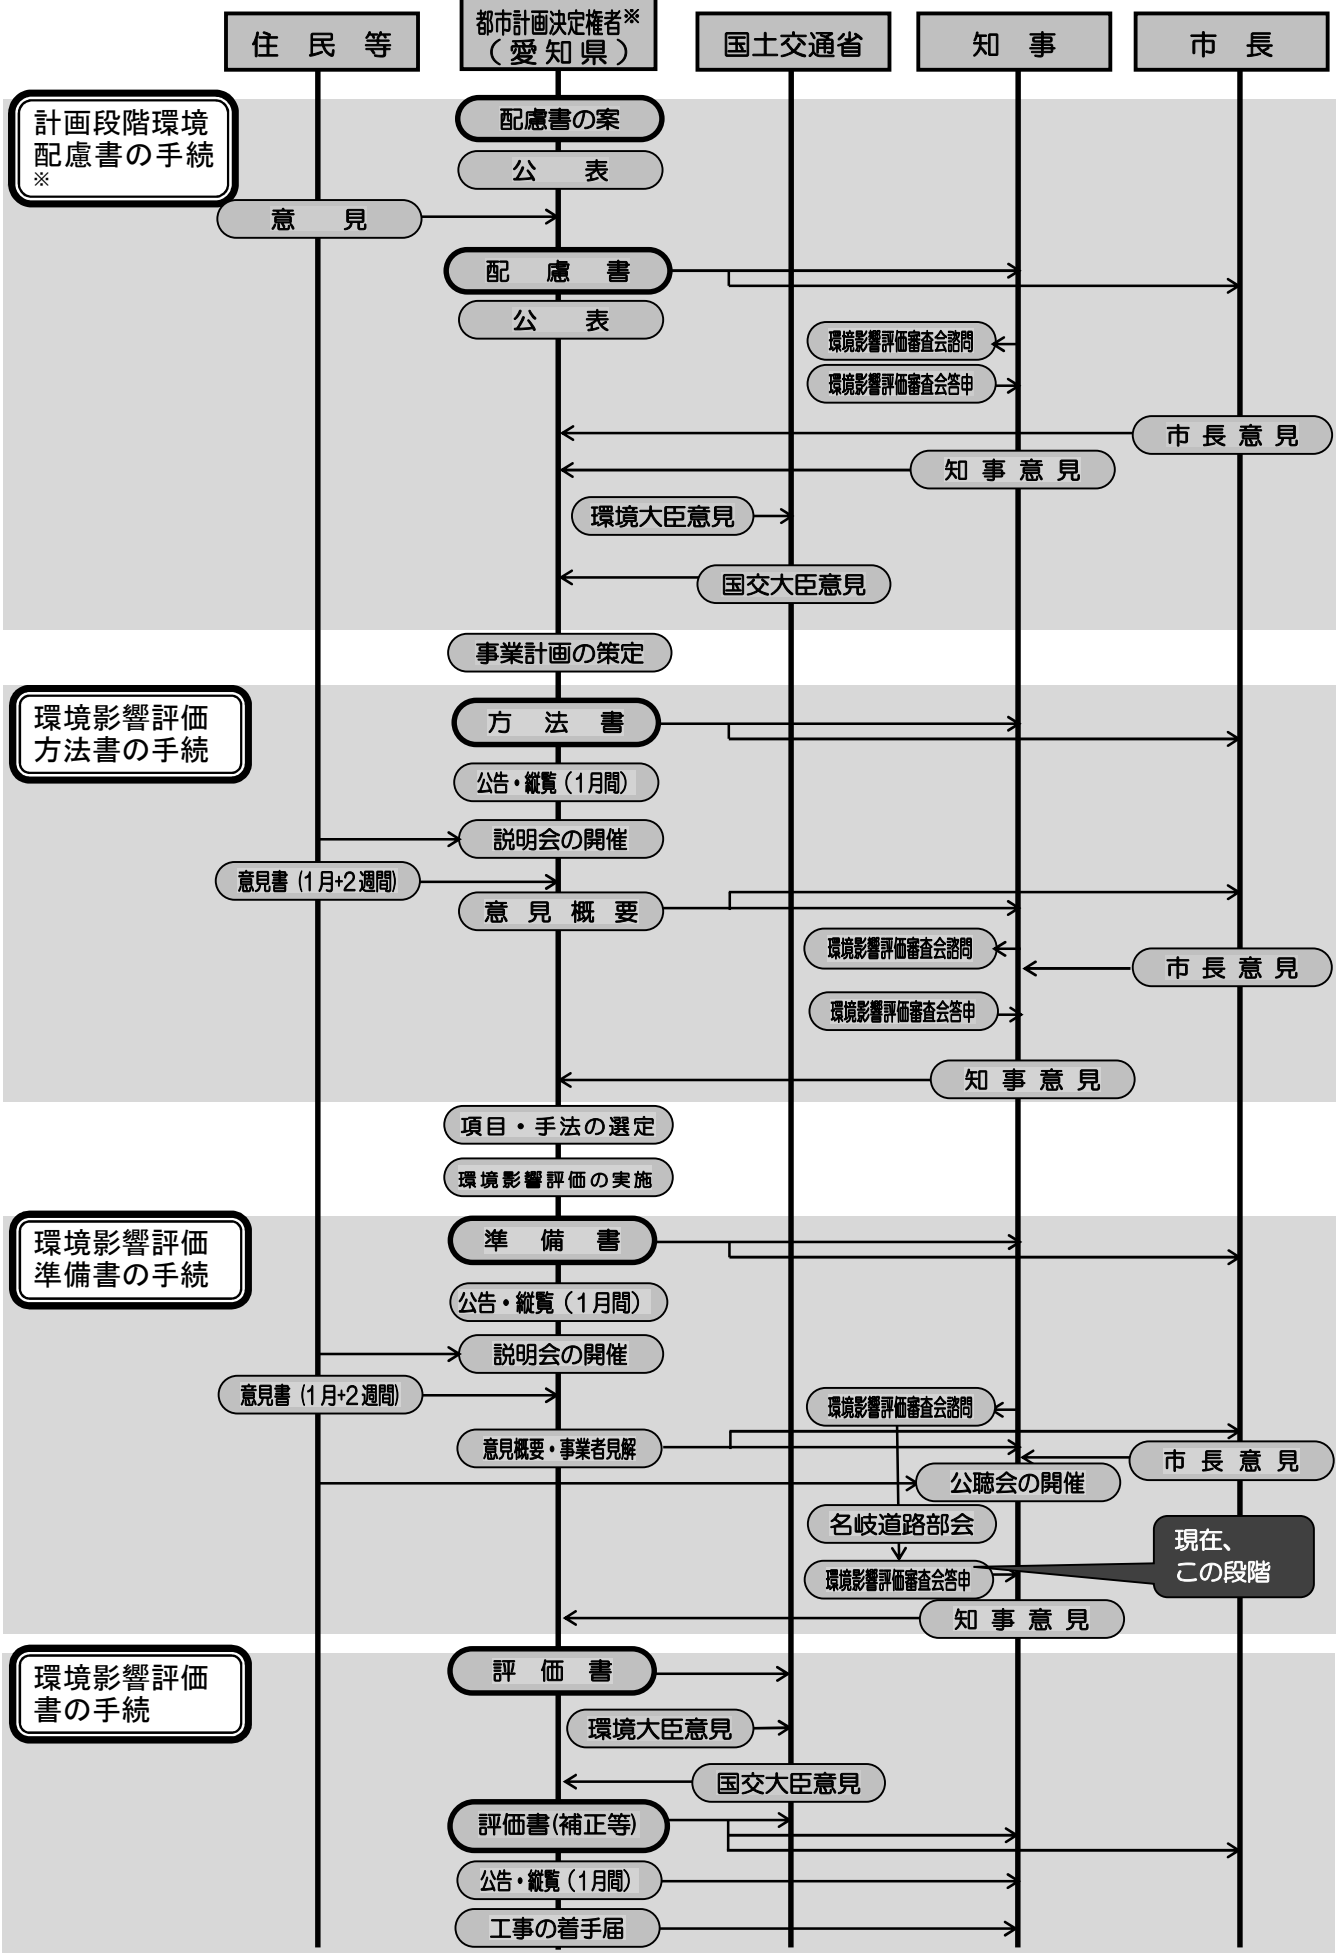 住　民　等
都市計画決定権者※
（愛知県）
国土交通省
知　事
市　長
計画段階環境
配慮書の手続
※
配慮書の案
公　表
意　見
配　慮　書
公　表
環境影響評価審査会諮問
環境影響評価審査会答申
市長意見
知事意見
環境大臣意見
国交大臣意見
事業計画の策定
環境影響評価
方法書の手続
方　法　書
公告・縦覧（1月間）
説明会の開催
意見書（1月+2週間）
意見概要
環境影響評価審査会諮問
市長意見
環境影響評価審査会答申
知事意見
項目・手法の選定
環境影響評価の実施
環境影響評価
準備書の手続
準　備　書
公告・縦覧（1月間）
説明会の開催
意見書（1月+2週間）
環境影響評価審査会諮問
意見概要・事業者見解
市長意見
公聴会の開催
名岐道路部会
現在、
この段階
環境影響評価審査会答申
知事意見
環境影響評価
書の手続
評　価　書
環境大臣意見
国交大臣意見
評価書(補正等)
公告・縦覧（1月間）
工事の着手届